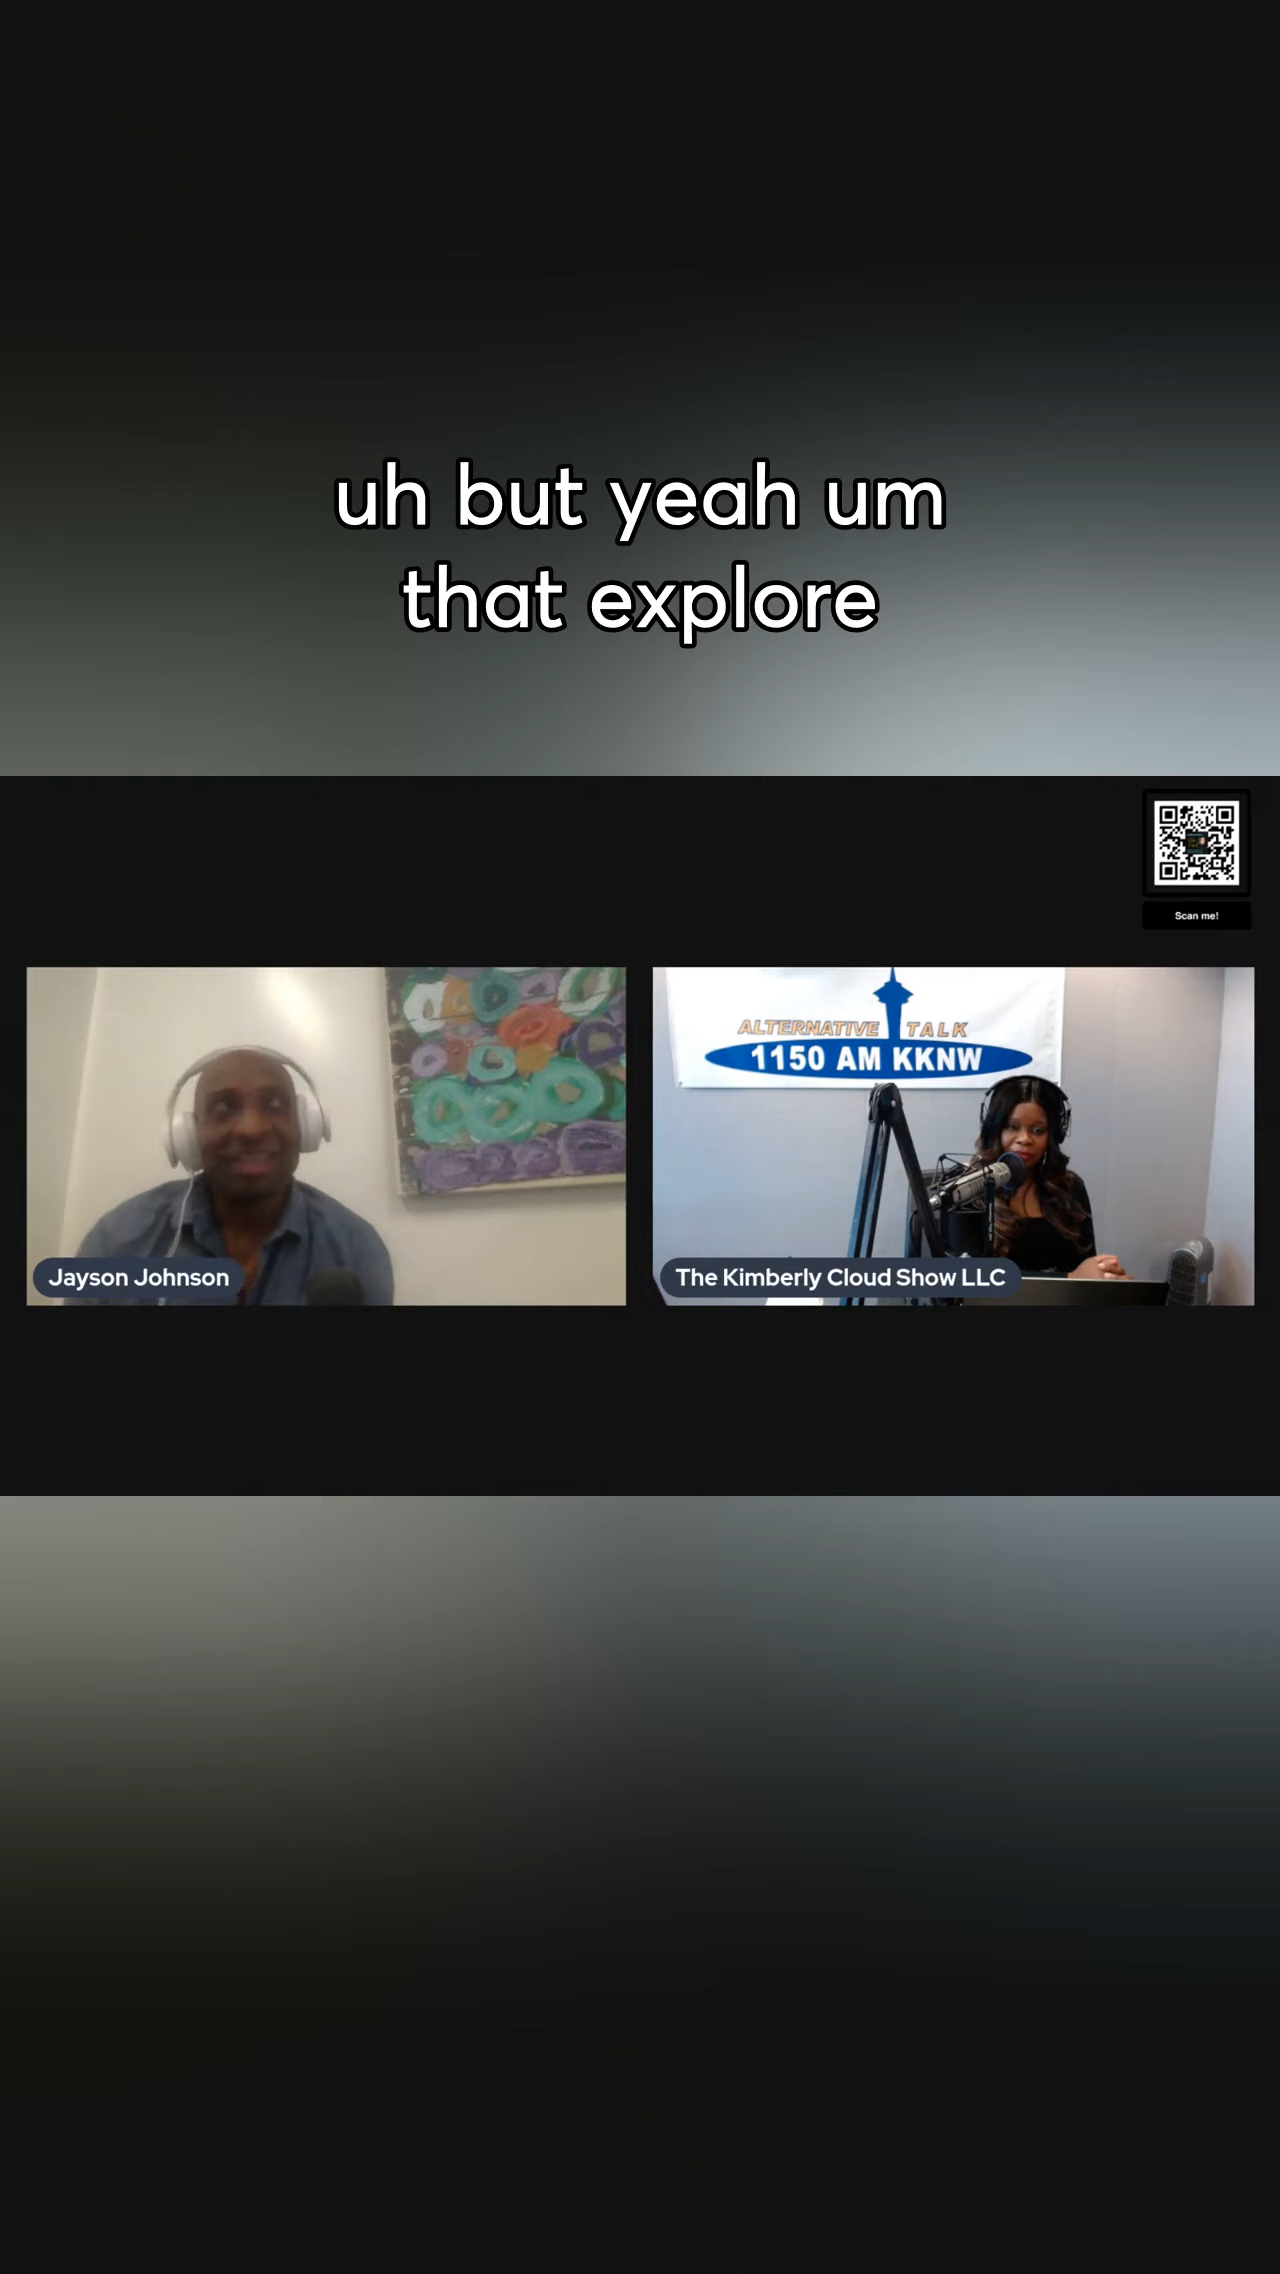 uh but yeah um
that explore
Scan me!
ALTERNATIVE TALK
1150 AM KKNW
Jayson Johnson
The Kimberly Cloud Show LLC